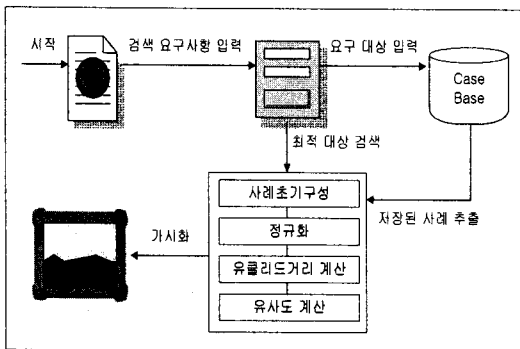 시작
검색 요구사항 입력
요구 대상 입력
Case
Base
최적 대상 검색
사례초기구성
정규화
유클리드거리 계산
유사도 계산
저장된 사례 추출
가시화